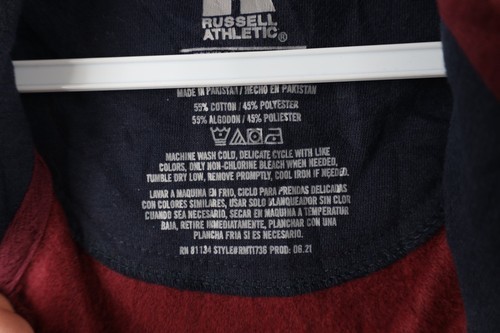 RUSSELL
ATHLETIC®
MADE IN PAKISTAN / HECHO EN PAKISTAN
55% COTTON / 45% POLYESTER
55% ALGODON / 45% POLIESTER
MACHINE WASH COLD, DELICATE CYCLE WITH LIKE
COLORS, ONLY NON-CHLORINE BLEACH WHEN NEEDED,
TUMBLE DRY LOW, REMOVE PROMPTLY, COOL IRON IF NEEDED.
LAVAR A MAQUINA EN FRIO, CICLO PARA PRENDAS DELICADAS
CON COLORES SIMILARES, USAR SOLO BLANQUEADOR SIN CLOR
CUANDO SEA NECESARIO, SECAR EN MAQUINA A TEMPERATUR
BAJA, RETIRE INMEDIATAMENTE, PLANCHAR CON UNA
PLANCHA FRIA SI ES NECESARIO.
RN 81134 STYLE#RMT1736 PROD: 08.21